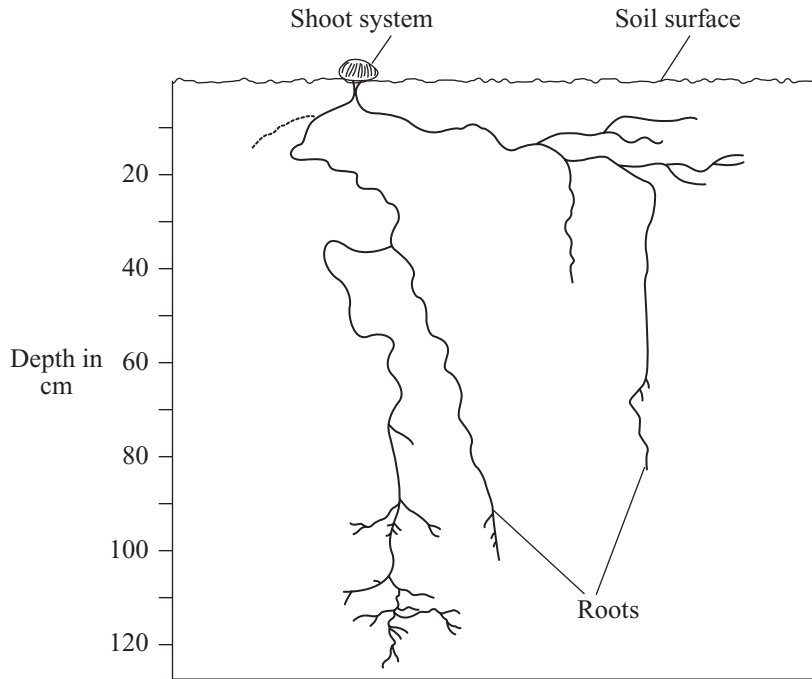 Shoot system
Soil surface
20
40
Depth in
60
cm
80
100
Roots
120